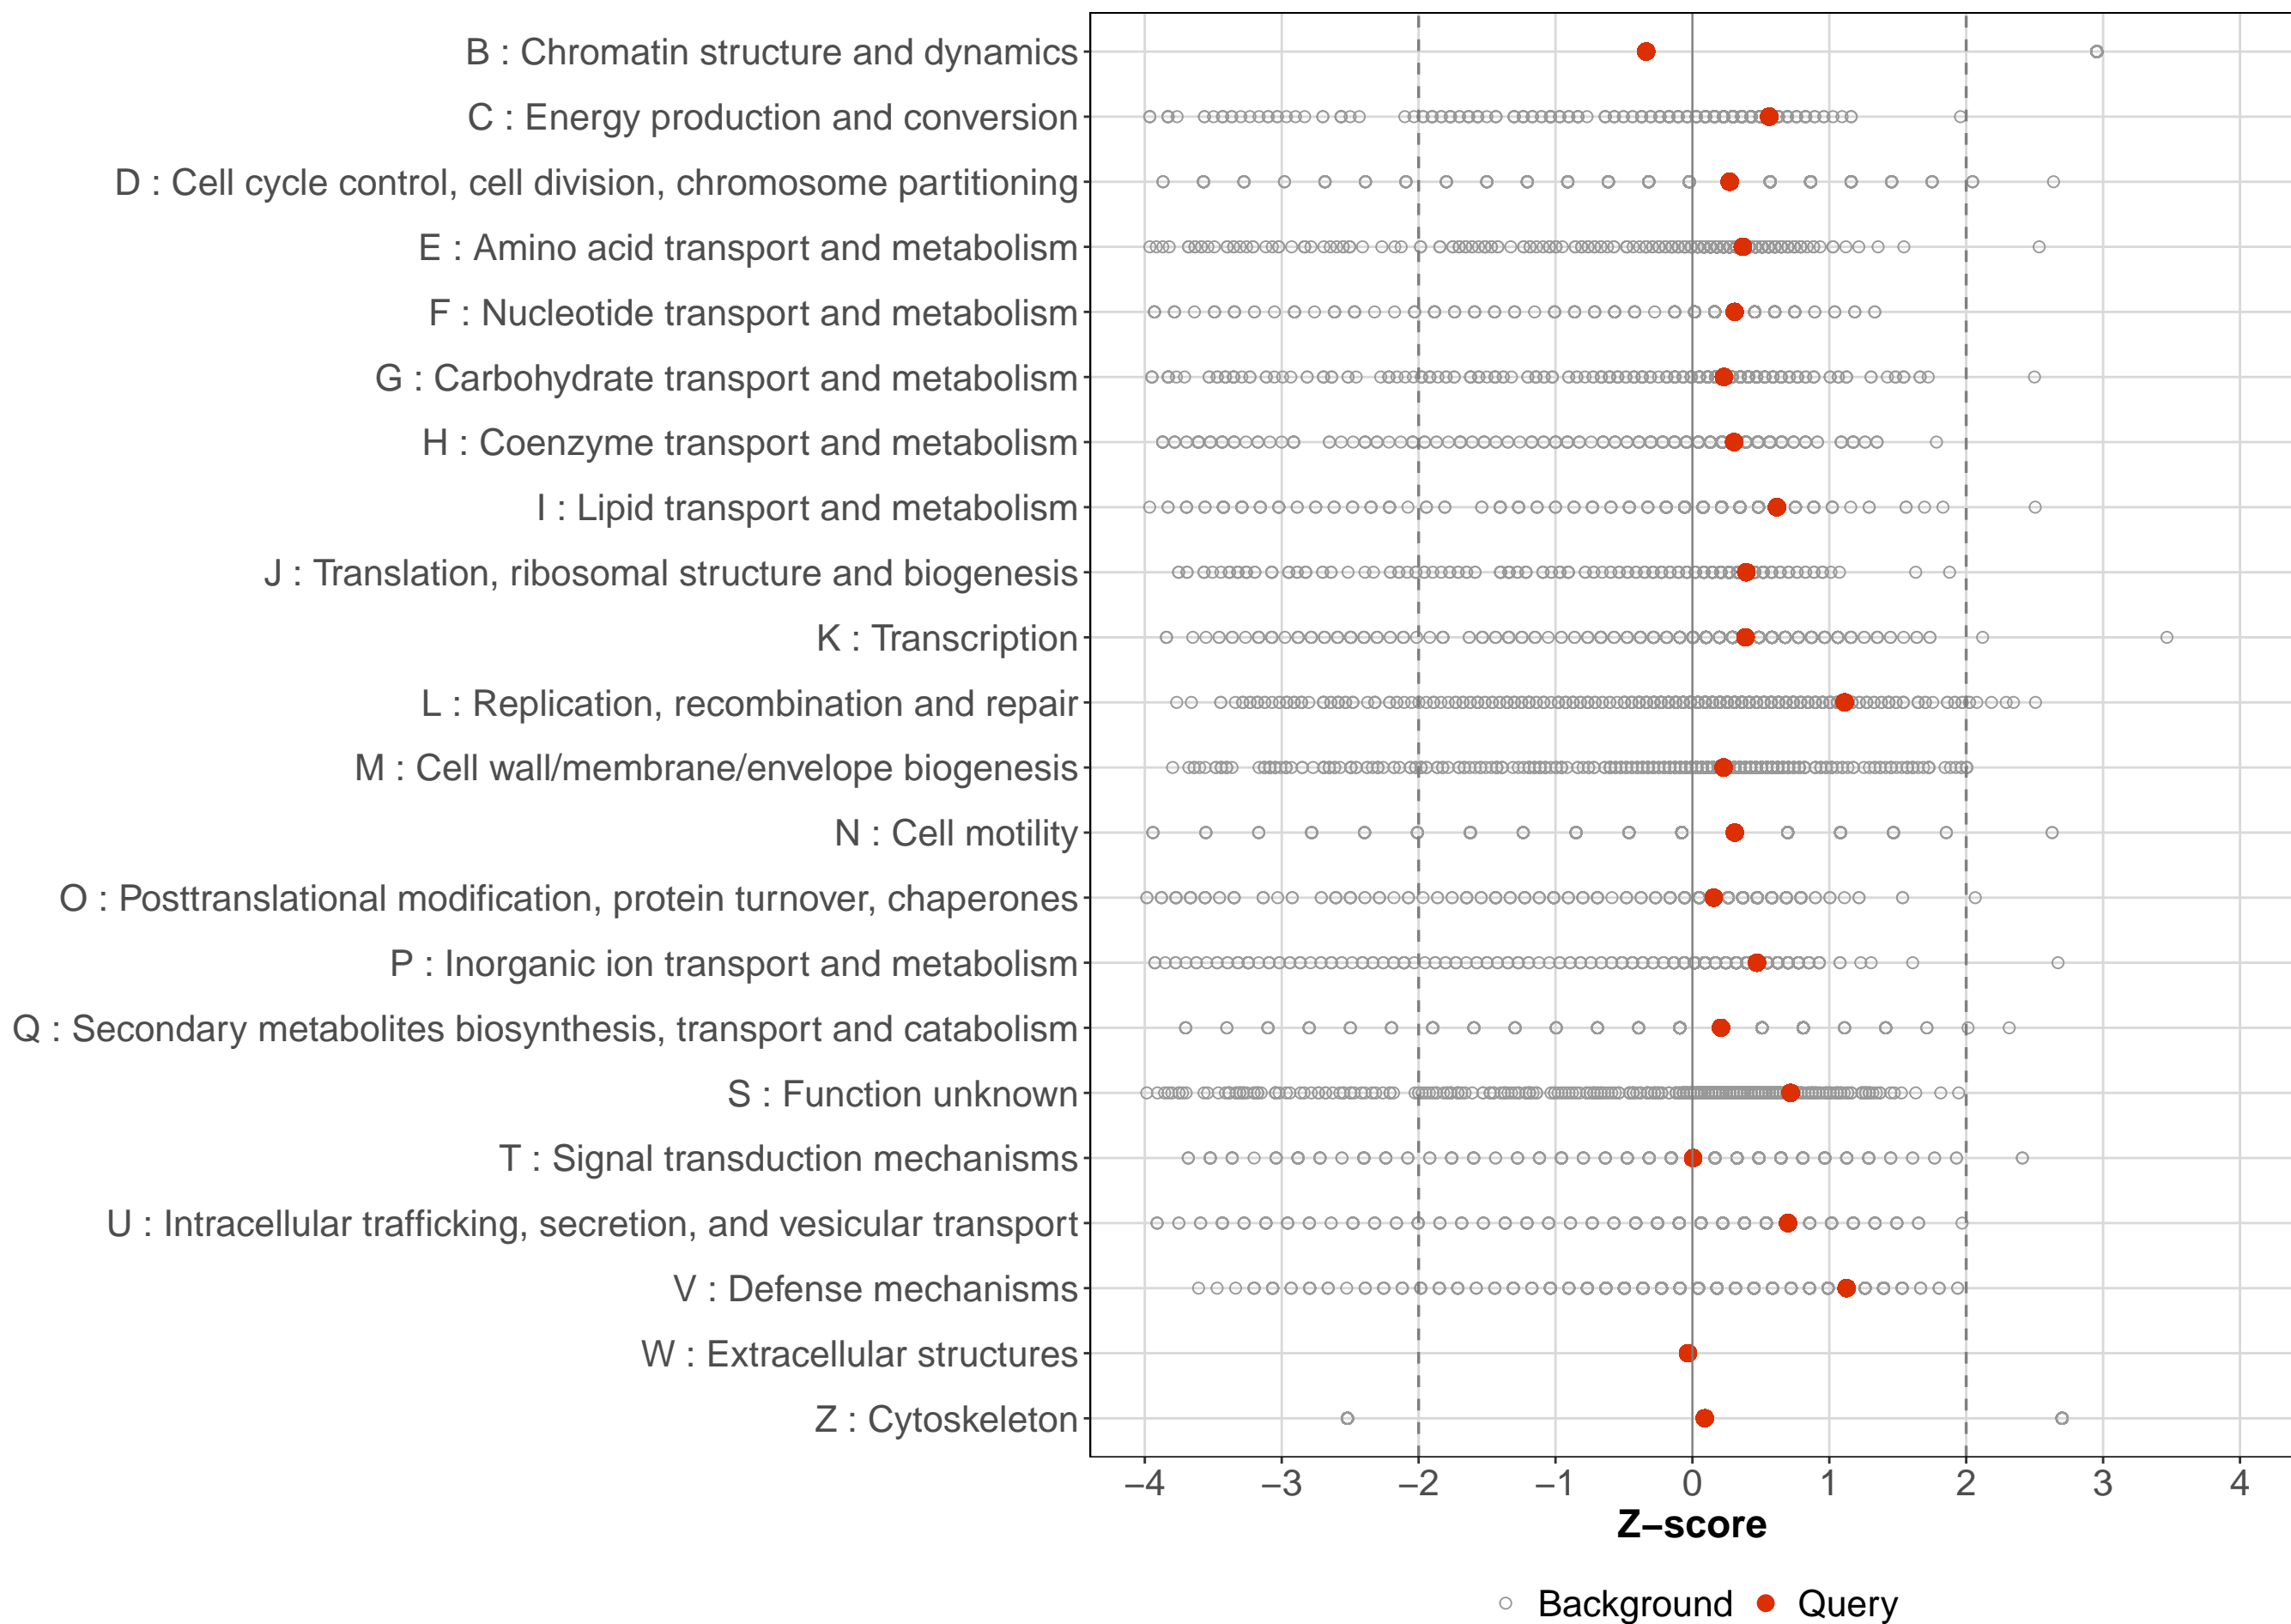 B : Chromatin structure and dynamics
C : Energy production and conversion
D : Cell cycle control, cell division, chromosome partitioning
E : Amino acid transport and metabolism
F : Nucleotide transport and metabolism
G : Carbohydrate transport and metabolism
H : Coenzyme transport and metabolism
I : Lipid transport and metabolism
J : Translation, ribosomal structure and biogenesis
K : Transcription
L : Replication, recombination and repair
M : Cell wall/membrane/envelope biogenesis
N : Cell motility
O : Posttranslational modification, protein turnover, chaperones
P : Inorganic ion transport and metabolism
Q : Secondary metabolites biosynthesis, transport and catabolism
S : Function unknown
T : Signal transduction mechanisms
U : Intracellular trafficking, secretion, and vesicular transport
V : Defense mechanisms
W : Extracellular structures
Z : Cytoskeleton
−4 −3 −2 −1 0 1 2 3 4
Z−score
Background Query